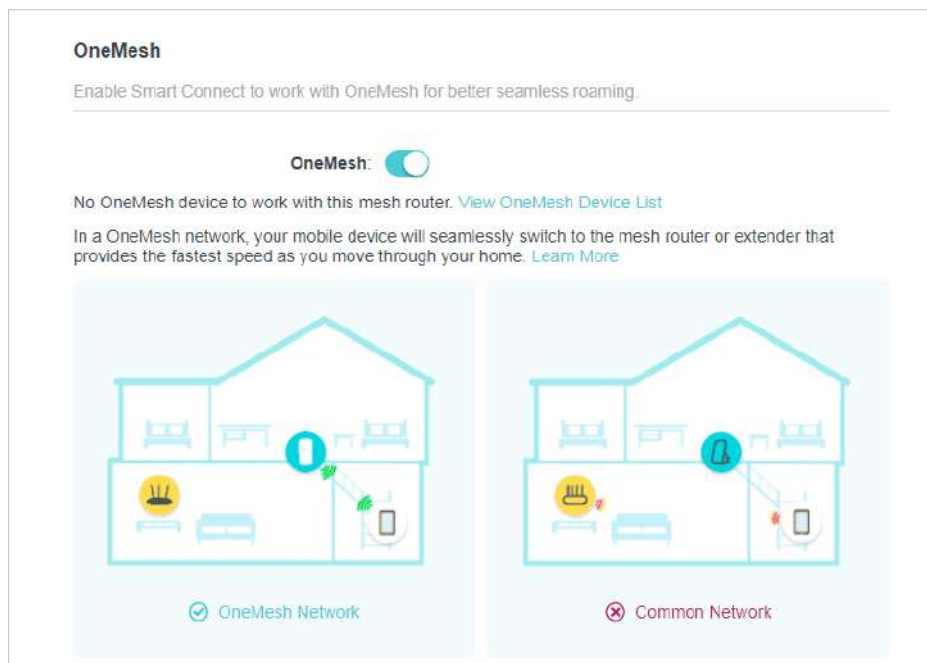 OneMesh
Enable Smart Connect to work with OneMesh for better seamless roaming.
OneMesh:
No OneMesh device to work with this mesh router. View OneMesh Device List
In a OneMesh network, your mobile device will seamlessly switch to the mesh router or extender that
provides the fastest speed as you move through your home. Learn More
OneMesh Network
Common Network